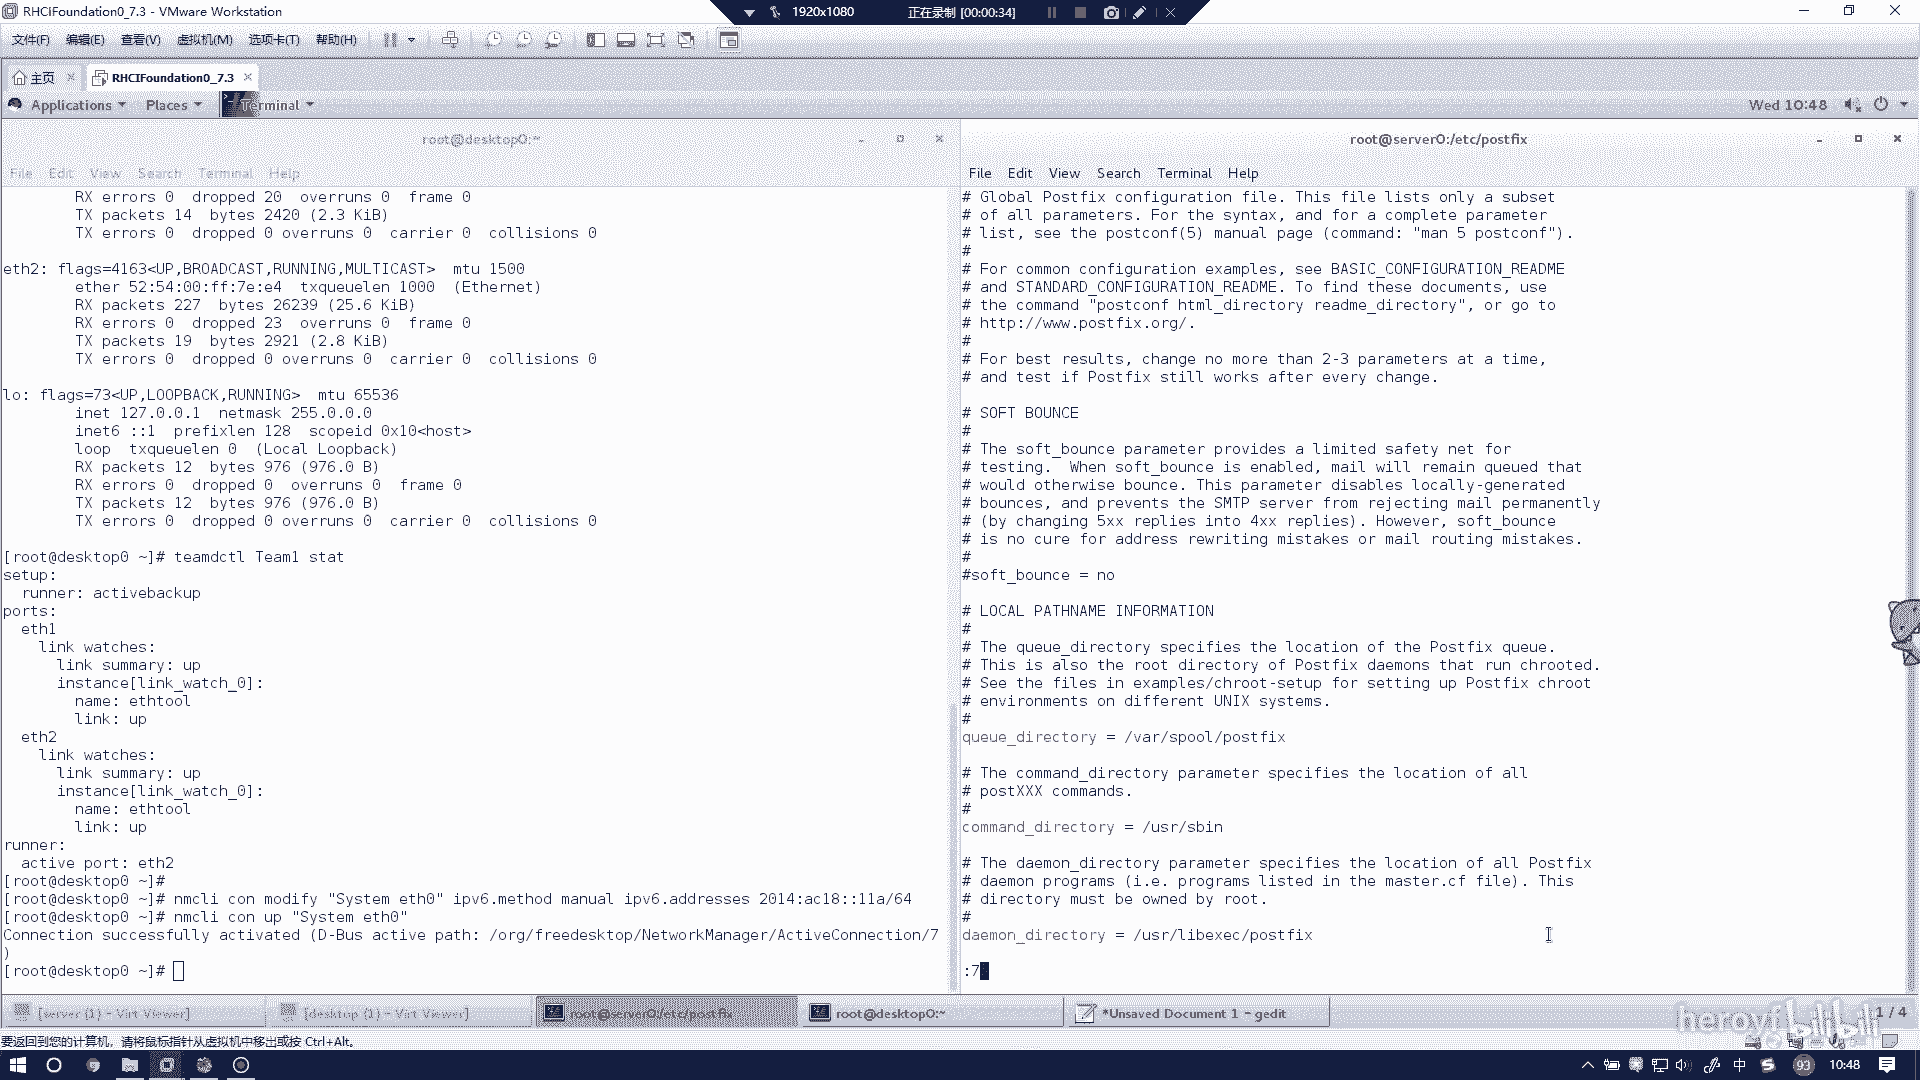 RHCIFoundation0_7.3 - VMware Workstation
1920x1080
正在录制 [00:00:34]
文件(F) 编辑(E) 查看(V) 虚拟机(M) 选项卡(T) 帮助(H)
主页
RHCIFoundation0_7.3
Applications Places Terminal
Wed 10:48
root@desktop0:~
File Edit View Search Terminal Help
RX errors 0 dropped 20 overruns 0 frame 0
TX packets 14 bytes 2420 (2.3 KiB)
TX errors 0 dropped 0 overruns 0 carrier 0 collisions 0
eth2: flags=4163<UP,BROADCAST,RUNNING,MULTICAST> mtu 1500
ether 52:54:00:ff:7e:e4 txqueuelen 1000 (Ethernet)
RX packets 227 bytes 26239 (25.6 KiB)
RX errors 0 dropped 23 overruns 0 frame 0
TX packets 19 bytes 2921 (2.8 KiB)
TX errors 0 dropped 0 overruns 0 carrier 0 collisions 0
lo: flags=73<UP,LOOPBACK,RUNNING> mtu 65536
inet 127.0.0.1 netmask 255.0.0.0
inet6 ::1 prefixlen 128 scopeid 0x10<host>
loop txqueuelen 0 (Local Loopback)
RX packets 12 bytes 976 (976.0 B)
RX errors 0 dropped 0 overruns 0 frame 0
TX packets 12 bytes 976 (976.0 B)
TX errors 0 dropped 0 overruns 0 carrier 0 collisions 0
[root@desktop0 ~]# teamdctl Team1 stat
setup:
runner: activebackup
ports:
eth1
link watches:
link summary: up
instance[link_watch_0]:
name: ethtool
link: up
eth2
link watches:
link summary: up
instance[link_watch_0]:
name: ethtool
link: up
runner:
active port: eth2
[root@desktop0 ~]#
[root@desktop0 ~]# nmcli con modify "System eth0" ipv6.method manual ipv6.addresses 2014:ac18::11a/64
[root@desktop0 ~]# nmcli con up "System eth0"
Connection successfully activated (D-Bus active path: /org/freedesktop/NetworkManager/ActiveConnection/7
)
[root@desktop0 ~]#
root@server0:/etc/postfix
File Edit View Search Terminal Help
# Global Postfix configuration file. This file lists only a subset
# of all parameters. For the syntax, and for a complete parameter
# list, see the postconf(5) manual page (command: "man 5 postconf").
#
# For common configuration examples, see BASIC_CONFIGURATION_README
# and STANDARD_CONFIGURATION_README. To find these documents, use
# the command "postconf html_directory readme_directory", or go to
# http://www.postfix.org/.
#
# For best results, change no more than 2-3 parameters at a time,
# and test if Postfix still works after every change.
# SOFT BOUNCE
#
# The soft_bounce parameter provides a limited safety net for
# testing. When soft_bounce is enabled, mail will remain queued that
# would otherwise bounce. This parameter disables locally-generated
# bounces, and prevents the SMTP server from rejecting mail permanently
# (by changing 5xx replies into 4xx replies). However, soft_bounce
# is no cure for address rewriting mistakes or mail routing mistakes.
#
#soft_bounce = no
# LOCAL PATHNAME INFORMATION
#
# The queue_directory specifies the location of the Postfix queue.
# This is also the root directory of Postfix daemons that run chrooted.
# See the files in examples/chroot-setup for setting up Postfix chroot
# environments on different UNIX systems.
#
queue_directory = /var/spool/postfix
# The command_directory parameter specifies the location of all
# postXXX commands.
#
command_directory = /usr/sbin
# The daemon_directory parameter specifies the location of all Postfix
# daemon programs (i.e. programs listed in the master.cf file). This
# directory must be owned by root.
#
daemon_directory = /usr/libexec/postfix
:7
[server (1) - Virt Viewer]
[desktop (1) - Virt Viewer]
root@server0:/etc/postfix
root@desktop0:~
*Unsaved Document 1 - gedit
1 / 4
heroyf bilibili
要返回到您的计算机，请将鼠标指针从虚拟机中移出或按 Ctrl+Alt。
中
93
10:48